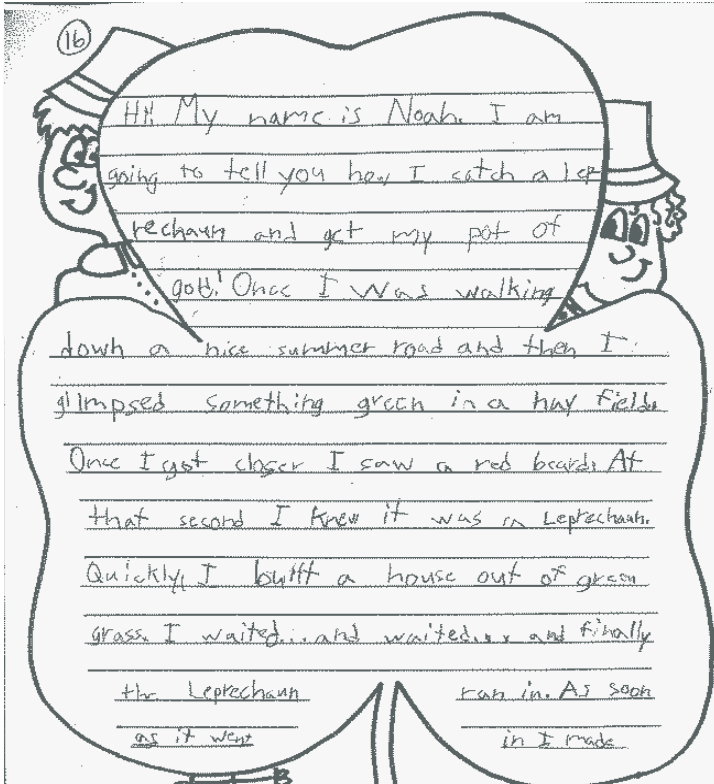 16
Hi! My name is Noah. I am
going to tell you how I catch a lep
rechaun and get my pot of
gold! Once I was walking
down a nice summer road and then I
glimpsed something green in a hay field.
Once I got closer I saw a red beard. At
that second I knew it was a Leprechaun.
Quickly, I built a house out of green
grass. I waited... and waited... and finally
the Leprechaun ran in. As soon
as it went in I made